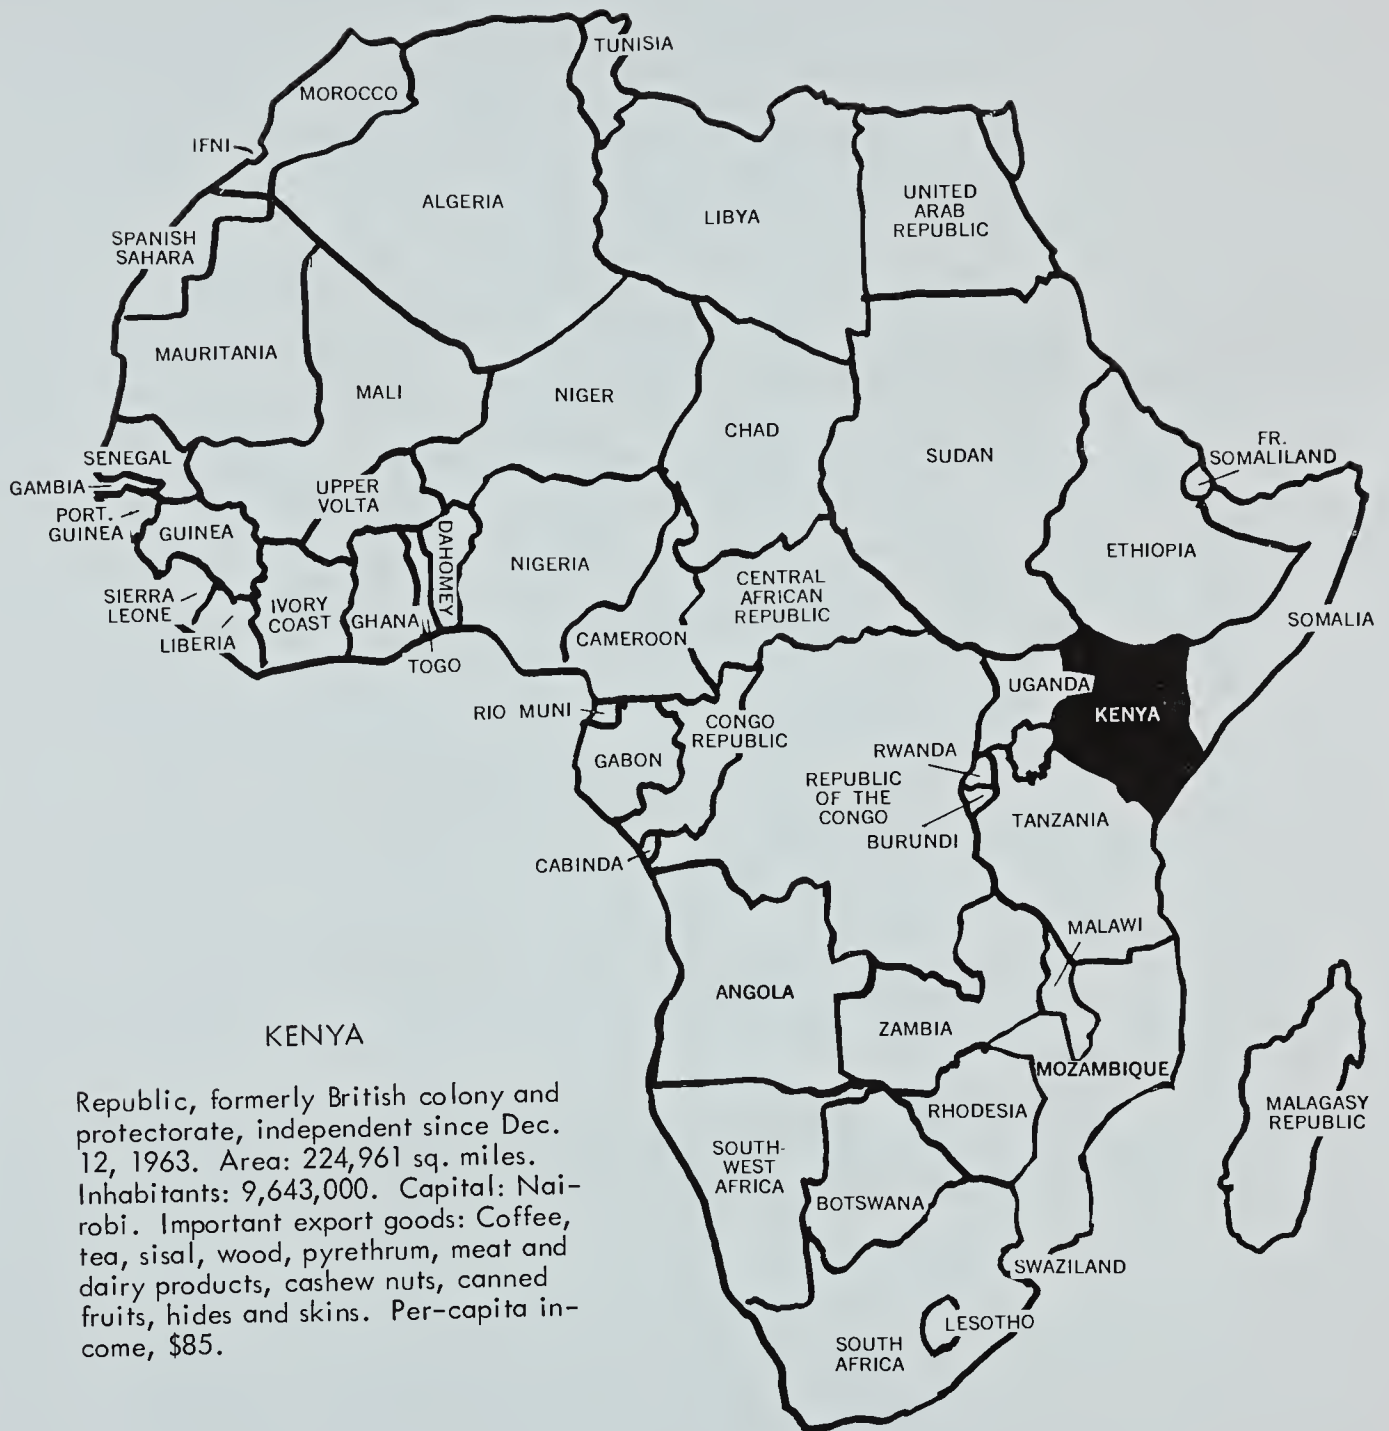 TUNISIA
MOROCCO
IFNI
ALGERIA
LIBYA
UNITED
ARAB
REPUBLIC
SPANISH
SAHARA
MAURITANIA
MALI
NIGER
CHAD
SUDAN
FR.
SOMALILAND
SENEGAL
GAMBIA
UPPER
VOLTA
PORT.
GUINEA
GUINEA
DAHOMEY
NIGERIA
ETHIOPIA
CENTRAL
AFRICAN
REPUBLIC
SIERRA
LEONE
LIBERIA
IVORY
COAST
GHANA
TOGO
CAMEROON
SOMALIA
UGANDA
KENYA
RIO MUNI
CONGO
REPUBLIC
GABON
RWANDA
REPUBLIC
OF THE
CONGO
BURUNDI
TANZANIA
CABINDA
MALAWI
ANGOLA
ZAMBIA
MOZAMBIQUE
RHODESIA
MALAGASY
REPUBLIC
SOUTH-
WEST
AFRICA
BOTSWANA
SWAZILAND
LESOTHO
SOUTH
AFRICA
KENYA
Republic, formerly British colony and
protectorate, independent since Dec.
12, 1963. Area: 224,961 sq. miles.
Inhabitants: 9,643,000. Capital: Nai-
robi. Important export goods: Coffee,
tea, sisal, wood, pyrethrum, meat and
dairy products, cashew nuts, canned
fruits, hides and skins. Per-capita in-
come, $85.